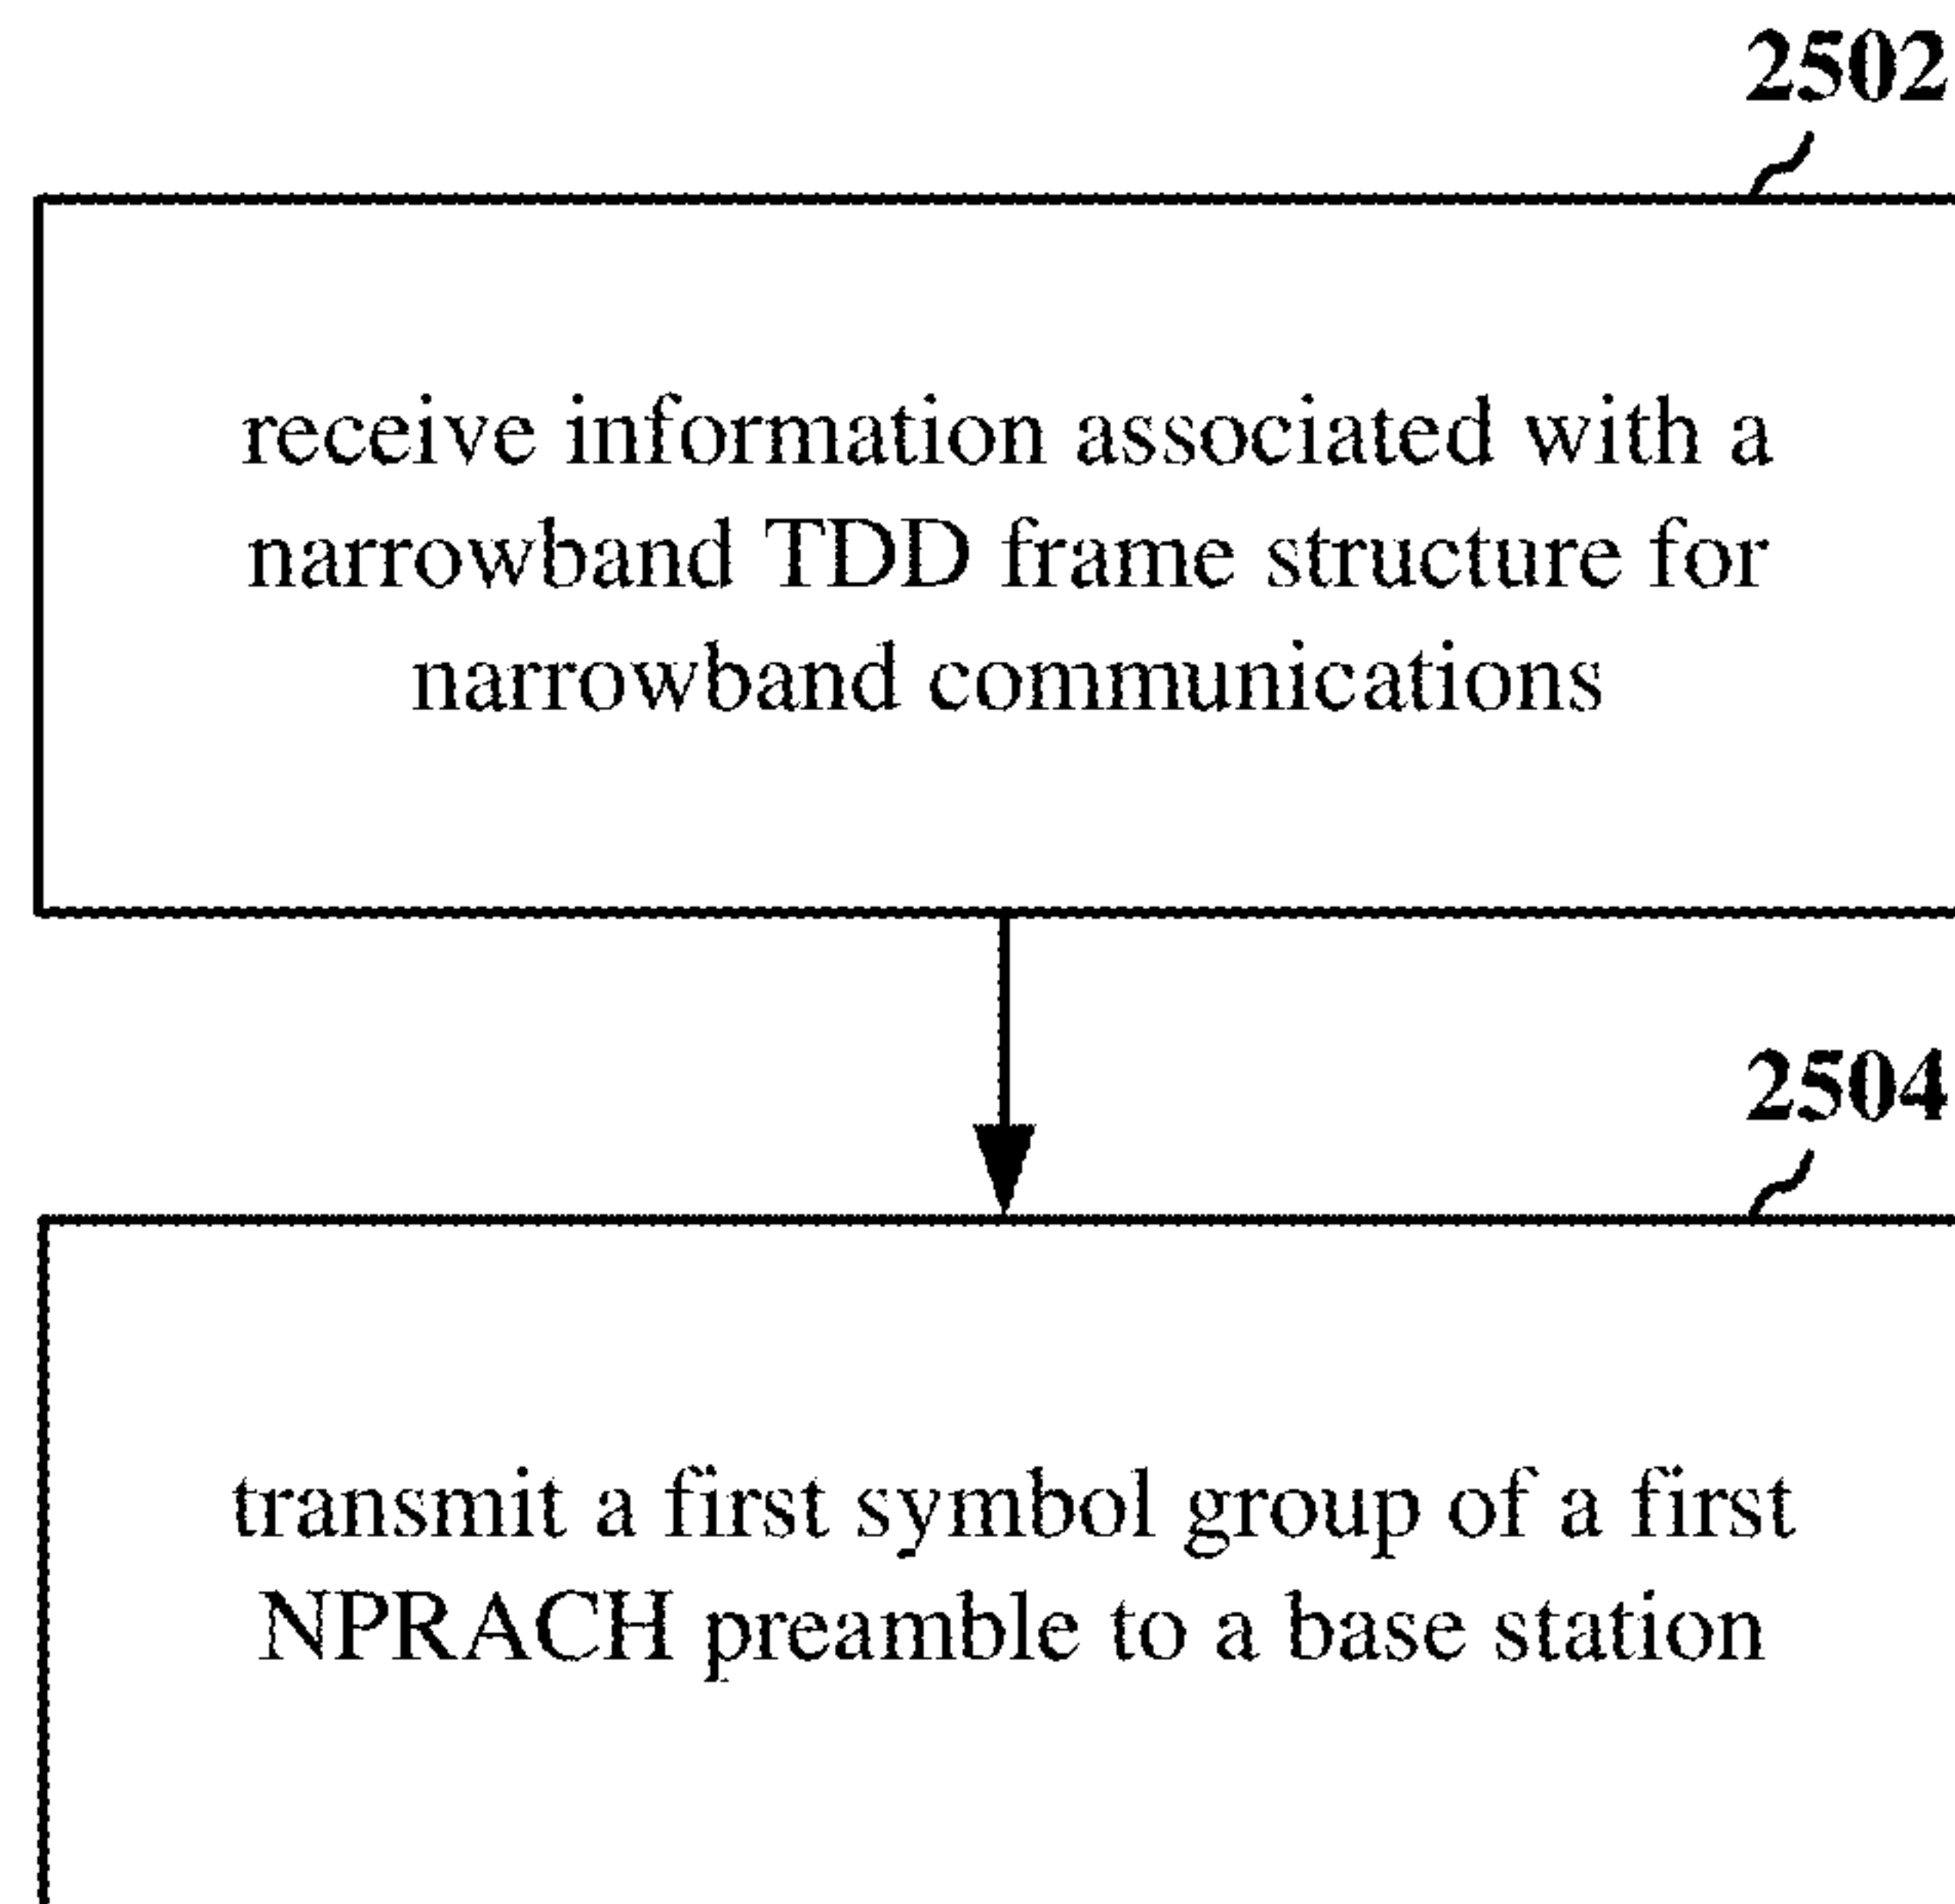 2502
receive information associated with a
narrowband TDD frame structure for
narrowband communications
2504
transmit a first symbol group of a first
NPRACH preamble to a base station